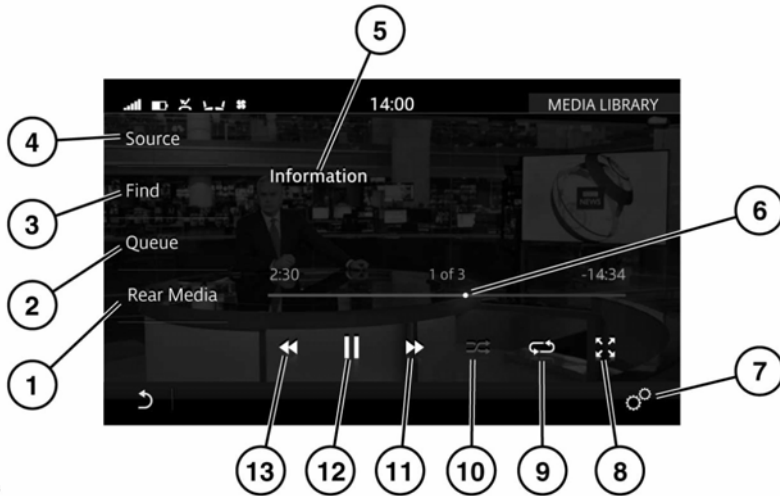 5
14:00
MEDIA LIBRARY
4
Source
Information
3
Find
NEWS
6
2
Queue
2:30
1 of 3
-14:34
1
Rear Media
7
13
12
11
10
9
8